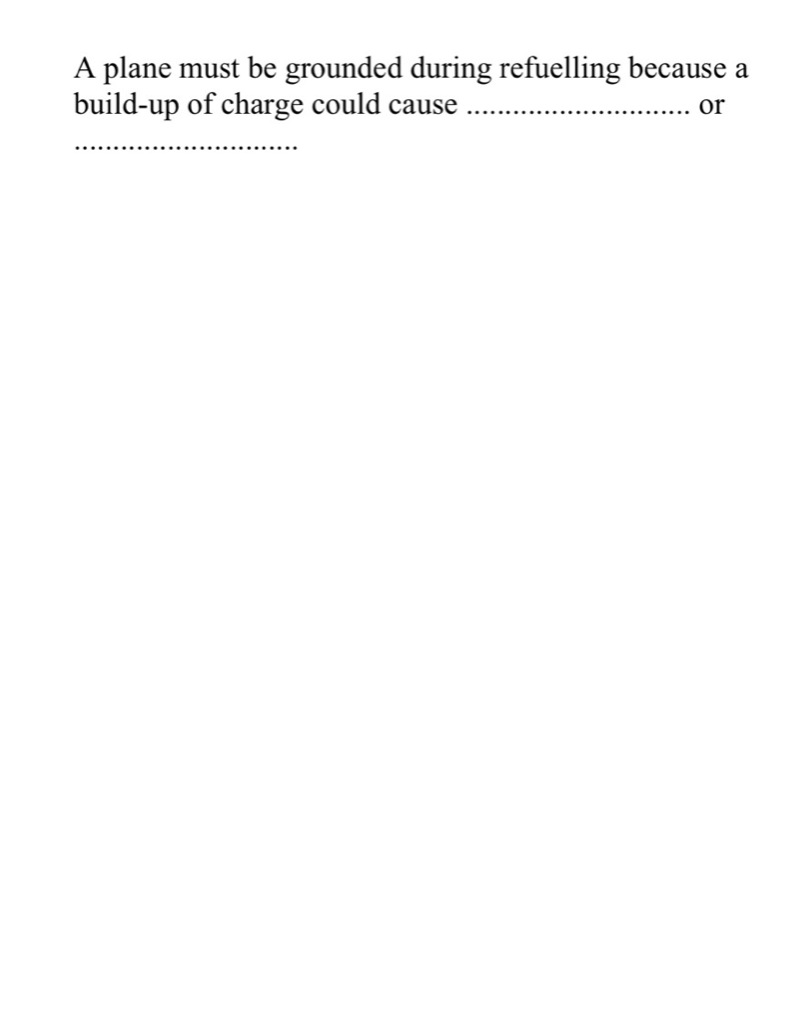 A plane must be grounded during refuelling because a
build-up of charge could cause ............................ or
............................